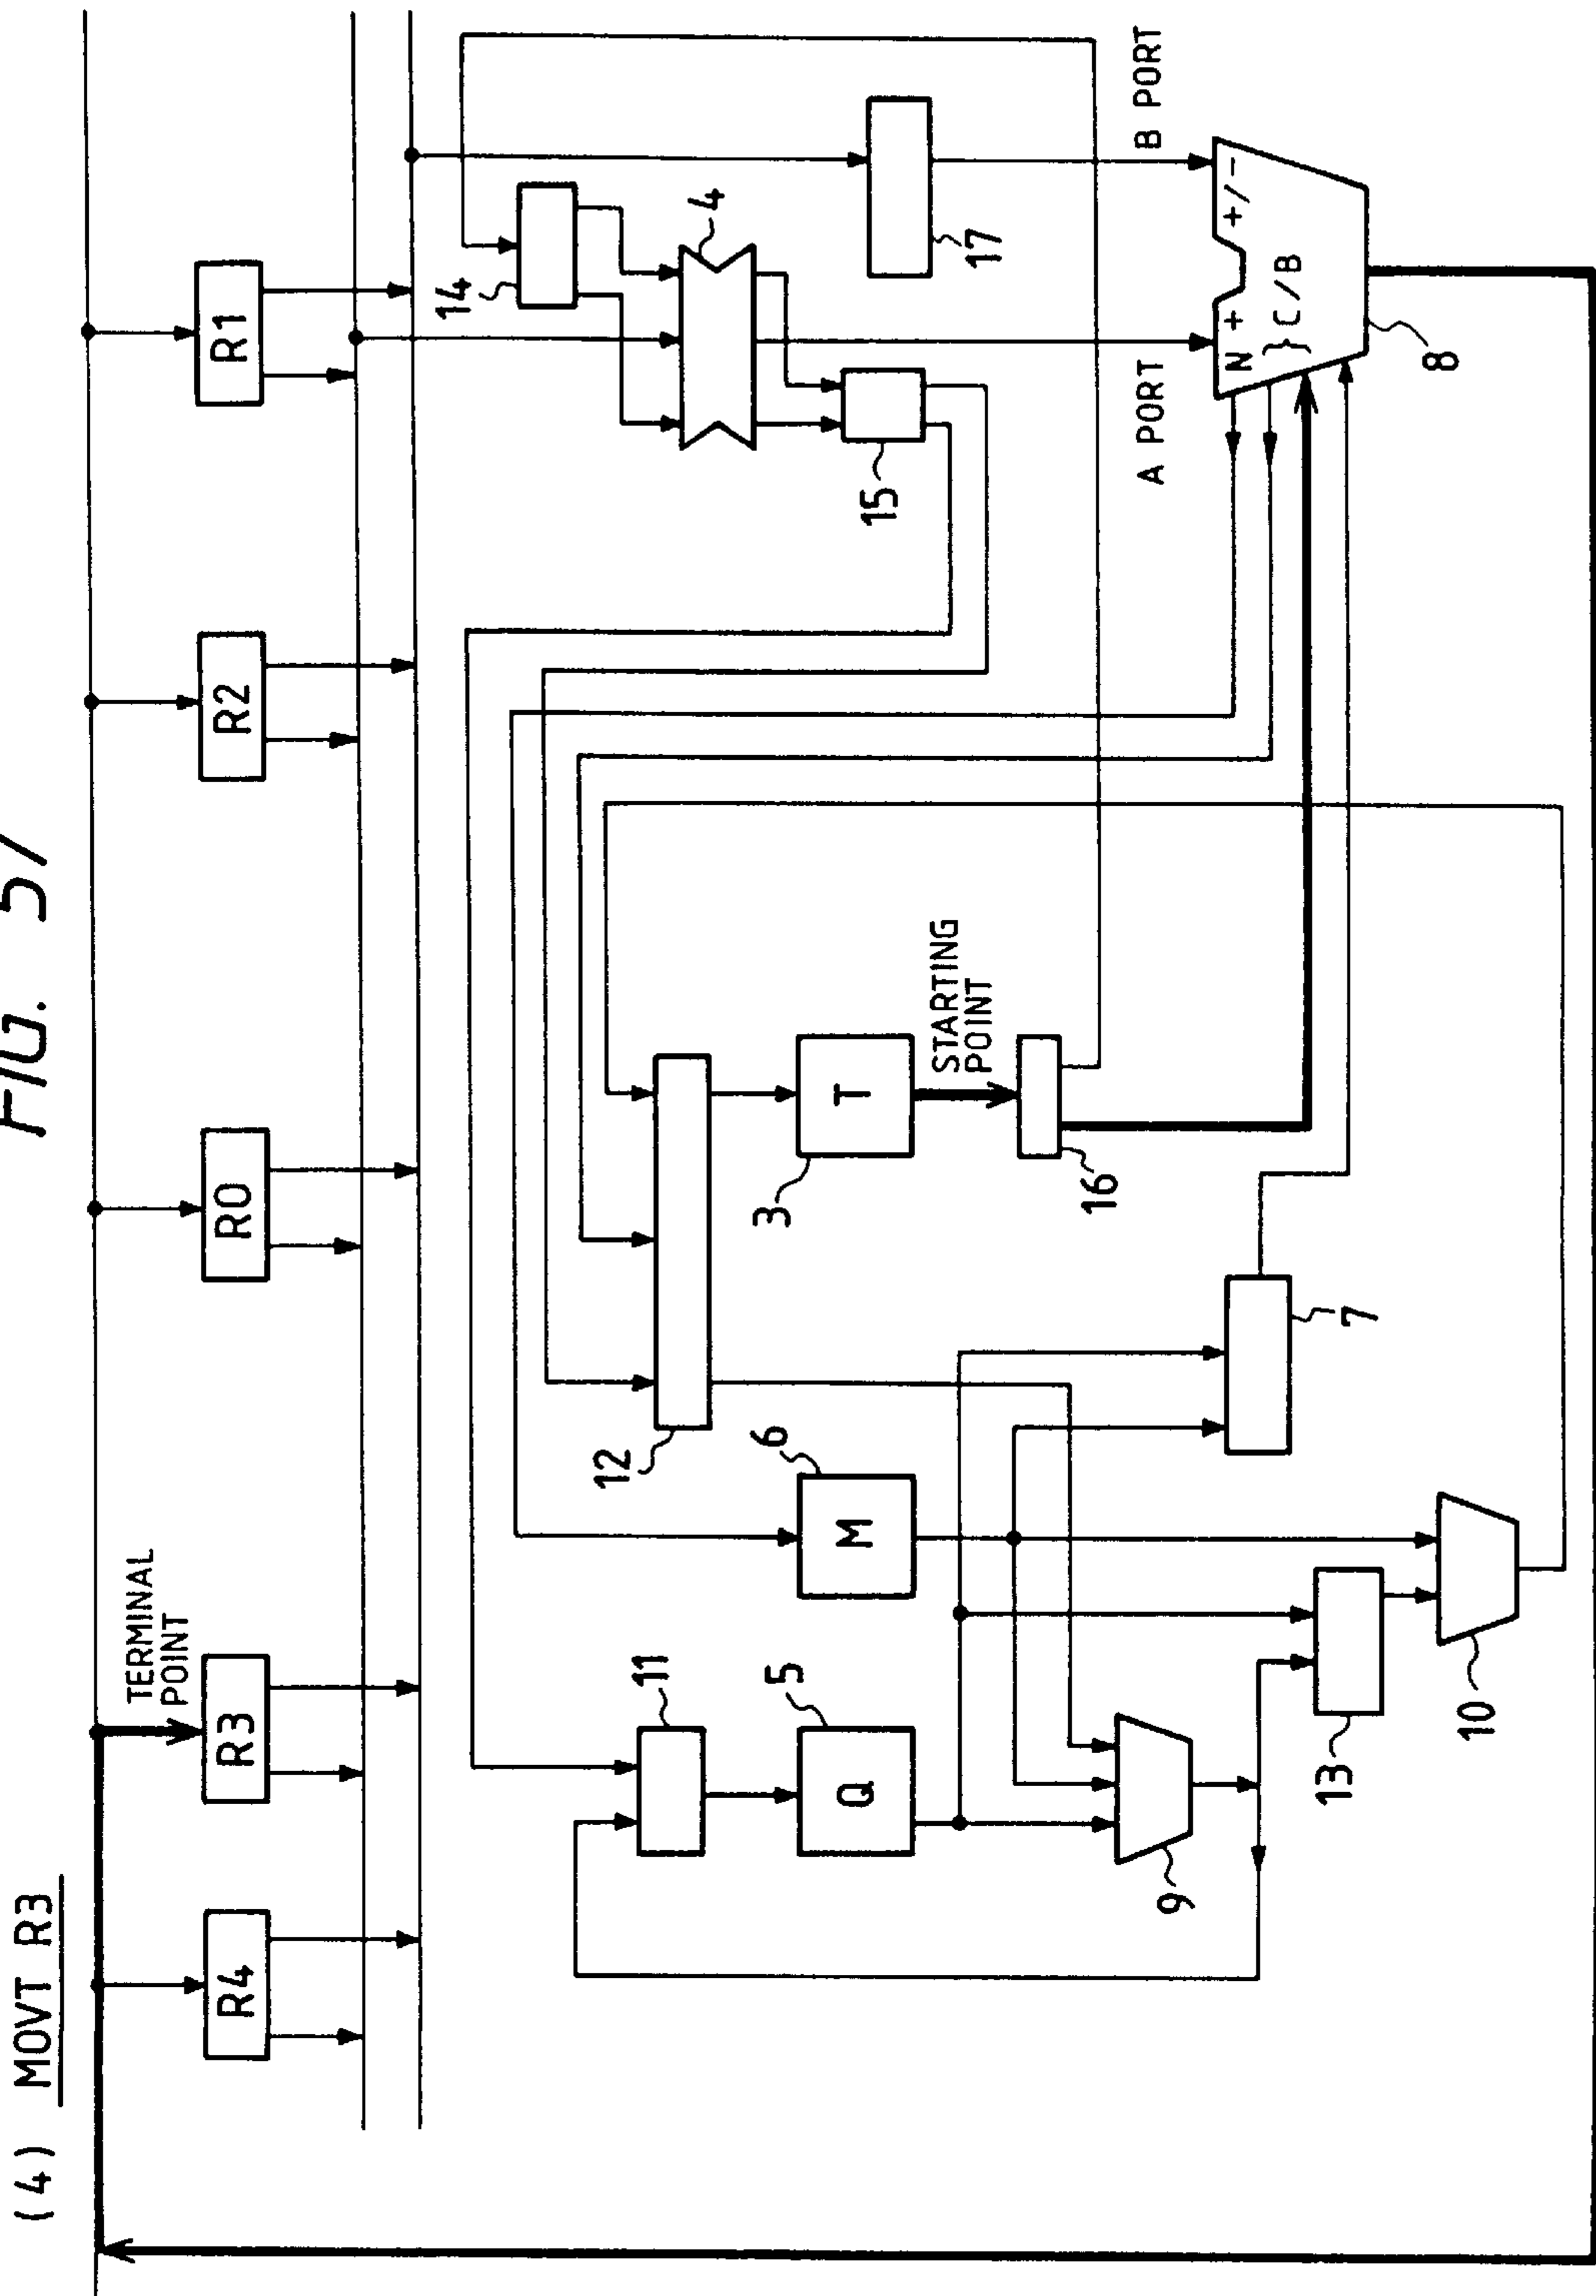 FIG. 57
(4) MOVT R3
TERMINAL
POINT
R4
R3
R0
R2
R1
14
12
11
4
5
6
3
Q
M
T
15
STARTING
POINT
17
16
A PORT
B PORT
9
N + +/-
} C/B
13
7
8
10